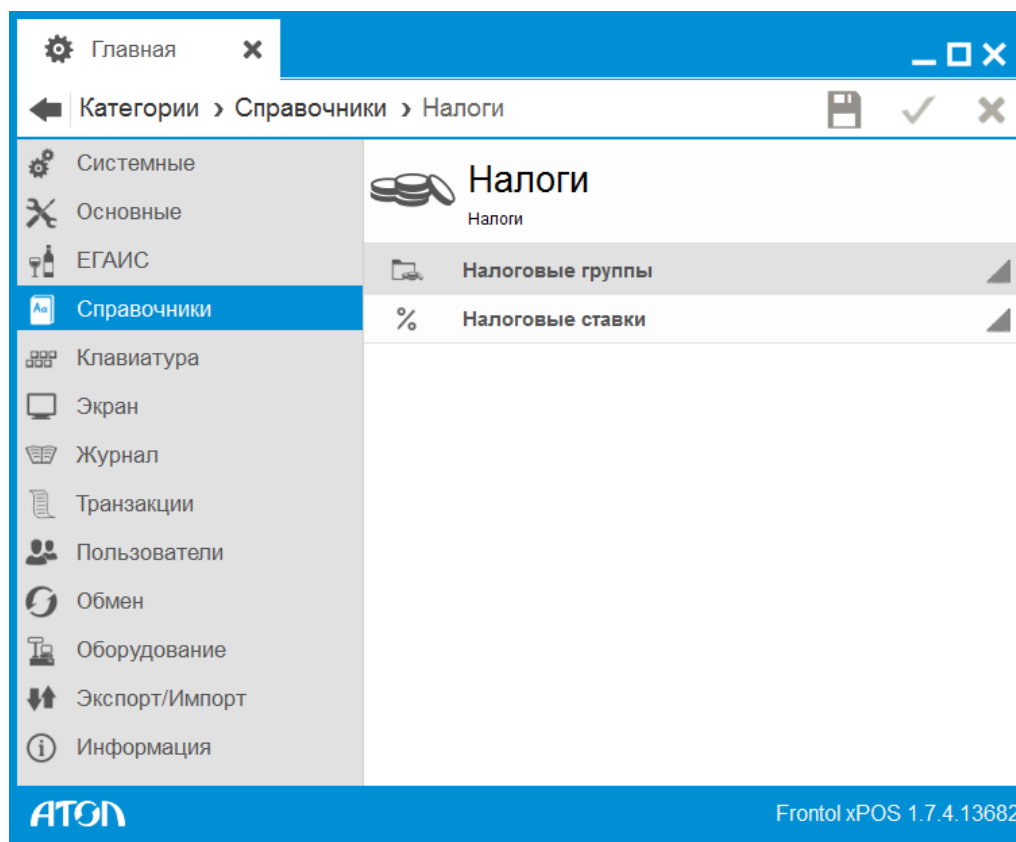 Главная
Категории › Справочники › Налоги
Системные
Основные
ЕГАИС
Справочники
Клавиатура
Экран
Журнал
Транзакции
Пользователи
Обмен
Оборудование
Экспорт/Импорт
Информация
Налоги
Налоги
Налоговые группы
% Налоговые ставки
АТОЛ
Frontol xPOS 1.7.4.13682